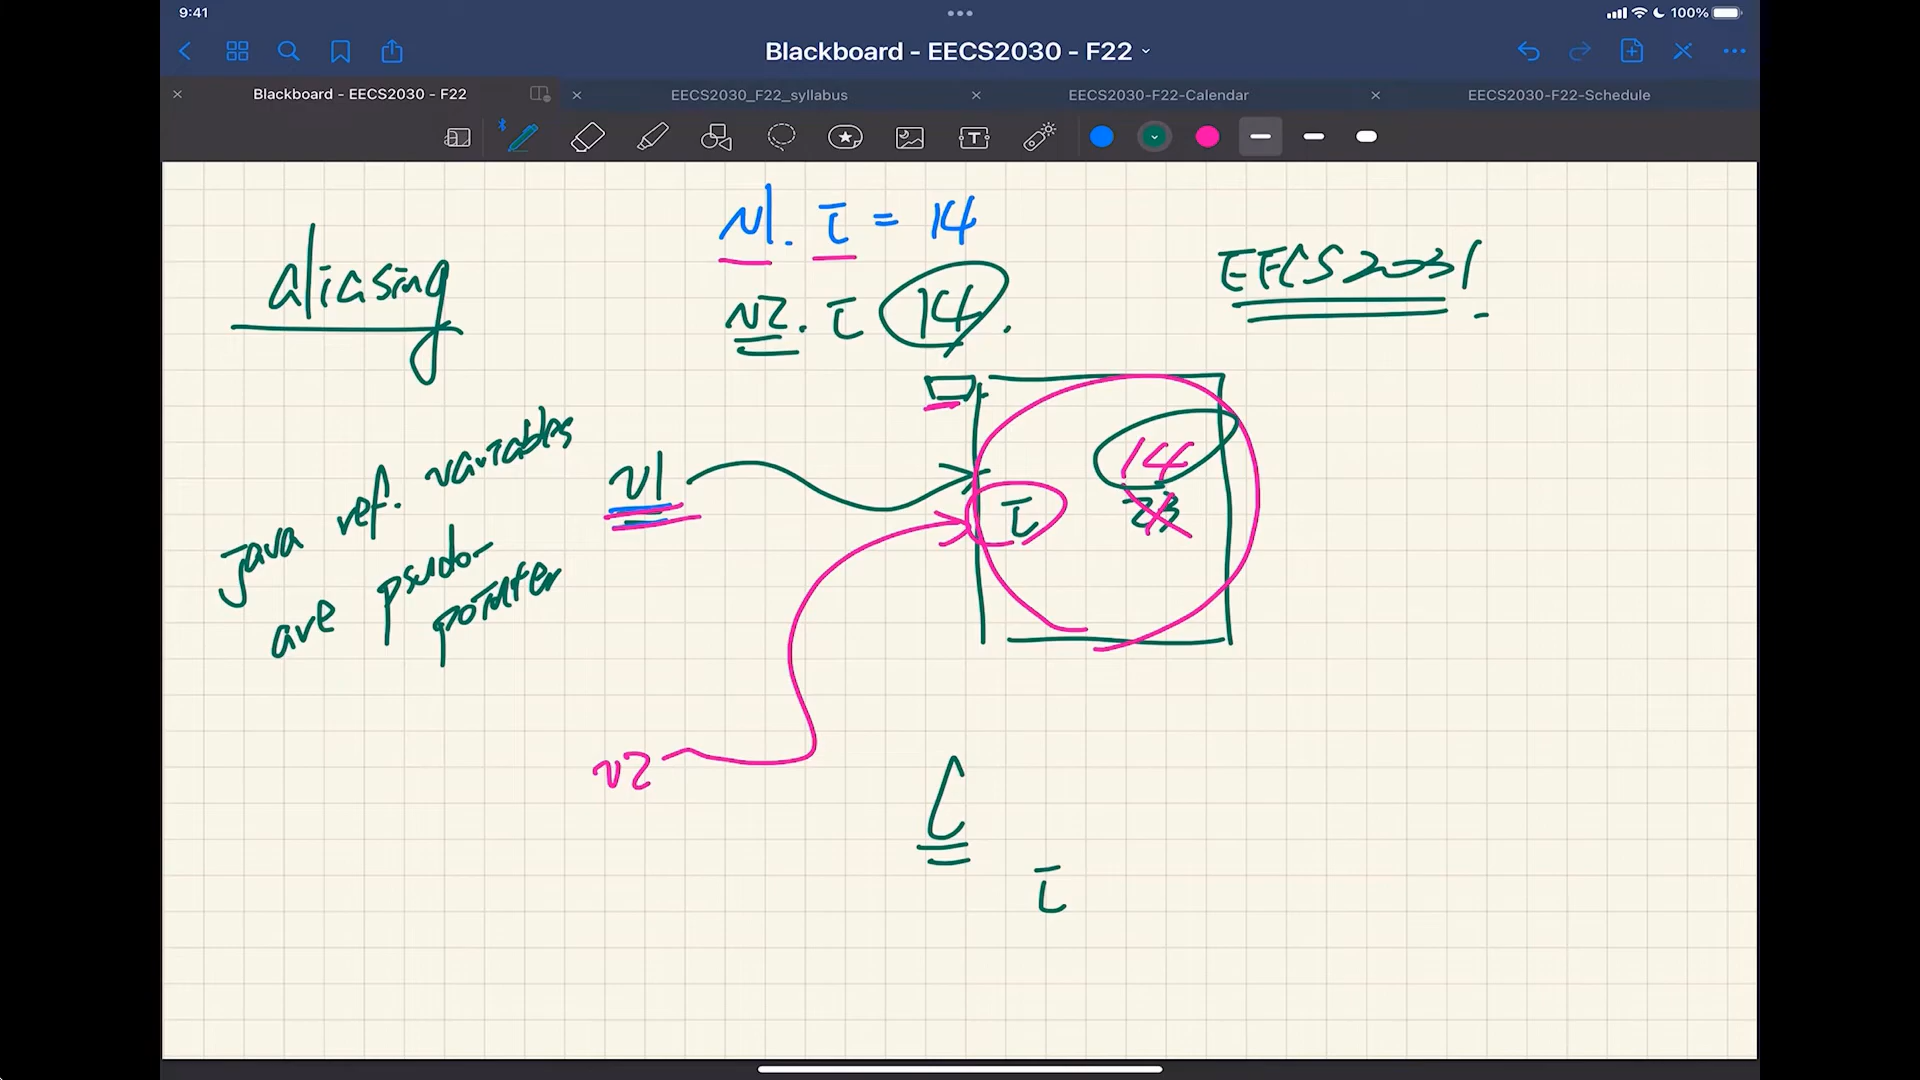 9:41
100%
Blackboard - EECS2030 - F22
Blackboard - EECS2030 - F22
EECS2030_F22_syllabus
EECS2030-F22-Calendar
EECS2030-F22-Schedule
v1. i = 14
v2. i 14.
aliasing
EECS2031.
java ref. variables
are psudo-
pointer
v1
i
14
23
v2
C
i